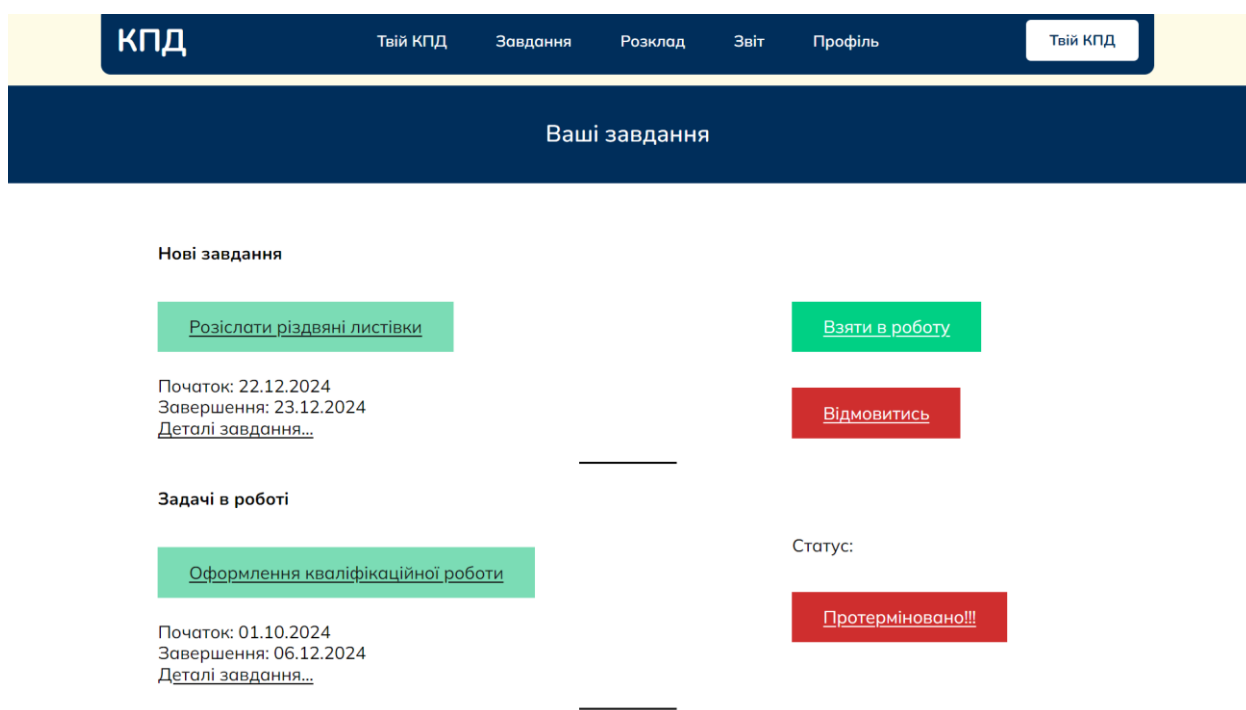 КПД
Твій КПД
Завдання
Розклад
Звіт
Профіль
Твій КПД
Ваші завдання
Нові завдання
Розіслати різдвяні листівки
Взяти в роботу
Початок: 22.12.2024
Завершення: 23.12.2024
Деталі завдання...
Відмовитись
Задачі в роботі
Статус:
Оформлення кваліфікаційної роботи
Протерміновано!!!
Початок: 01.10.2024
Завершення: 06.12.2024
Деталі завдання...